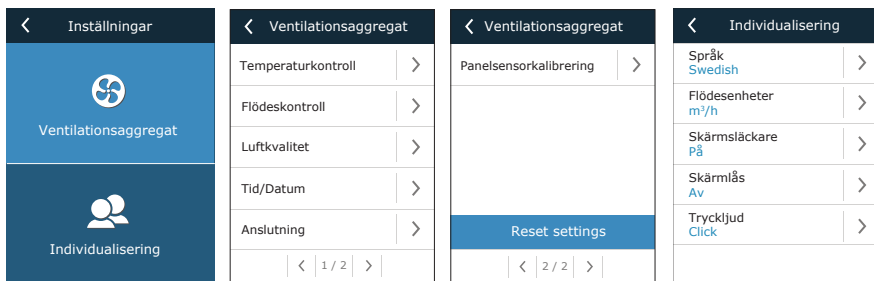 Inställningar
Ventilationsaggregat
Individualisering
Ventilationsaggregat
Temperaturkontroll
Flödeskontroll
Luftkvalitet
Tid/Datum
Anslutning
1 / 2
Ventilationsaggregat
Panelsensorkalibrering
Reset settings
2 / 2
Individualisering
Språk
Swedish
Flödesenheter
m³/h
Skärmsläckare
På
Skärmlås
Av
Tryckljud
Click